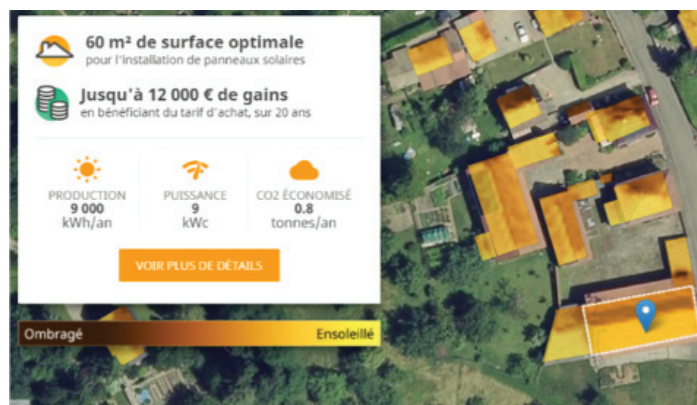 60 m² de surface optimale
pour l'installation de panneaux solaires
Jusqu'à 12 000 € de gains
en bénéficiant du tarif d'achat, sur 20 ans
PRODUCTION
9 000
kWh/an
PUISSANCE
9
kWc
CO2 ÉCONOMISÉ
0.8
tonnes/an
VOIR PLUS DE DÉTAILS
Ombragé
Ensoleillé